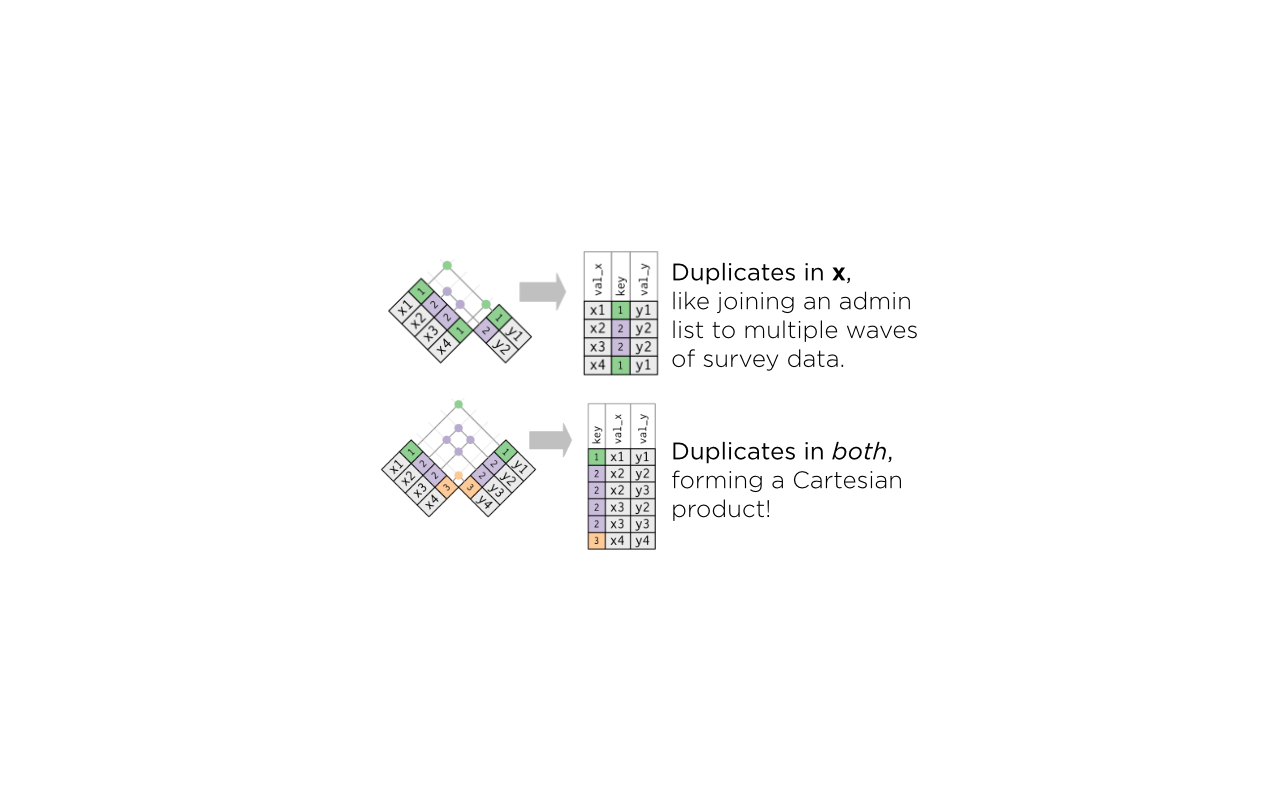 x1 1
x2 2
x3 2
x4 1
1 y1
2 y2
val_x key val_y
x1 1 y1
x2 2 y2
x3 2 y2
x4 1 y1
Duplicates in x,
like joining an admin
list to multiple waves
of survey data.
x1 1
x2 2
x3 2
x4 3
1 y1
2 y2
2 y3
3 y4
key val_x val_y
1 x1 y1
2 x2 y2
2 x2 y3
2 x3 y2
2 x3 y3
3 x4 y4
Duplicates in both,
forming a Cartesian
product!